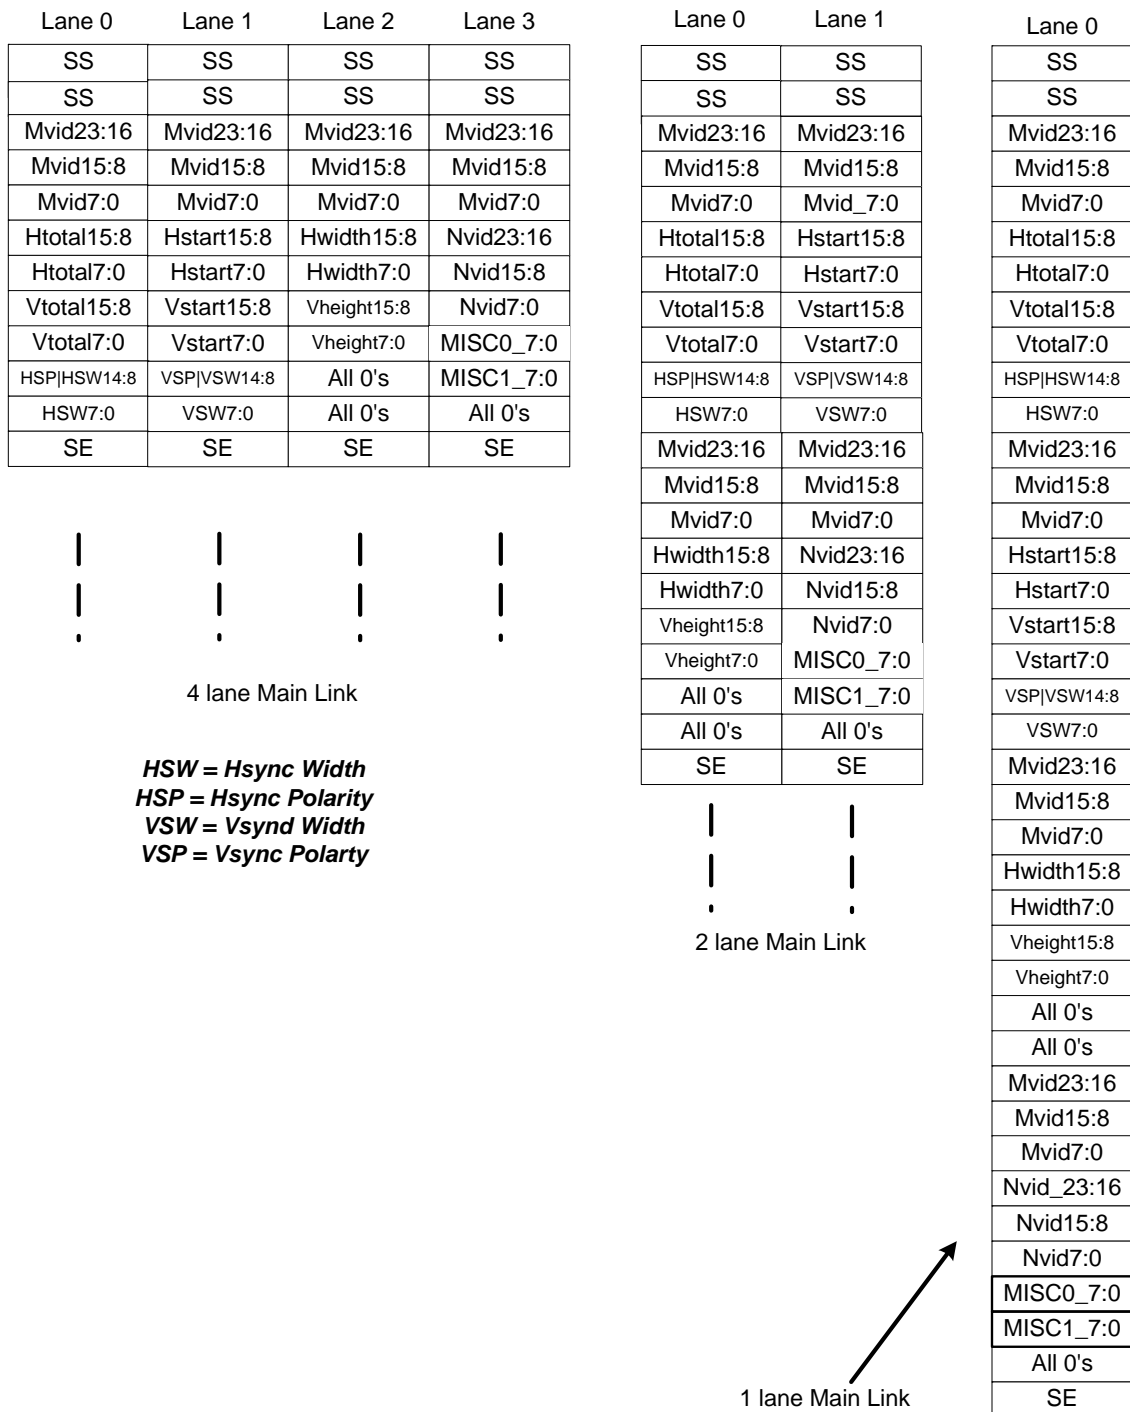 Lane 0 Lane 1 Lane 2 Lane 3
SS SS SS SS
SS SS SS SS
Mvid23:16 Mvid23:16 Mvid23:16 Mvid23:16
Mvid15:8 Mvid15:8 Mvid15:8 Mvid15:8
Mvid7:0 Mvid7:0 Mvid7:0 Mvid7:0
Htotal15:8 Hstart15:8 Hwidth15:8 Nvid23:16
Htotal7:0 Hstart7:0 Hwidth7:0 Nvid15:8
Vtotal15:8 Vstart15:8 Vheight15:8 Nvid7:0
Vtotal7:0 Vstart7:0 Vheight7:0 MISC0_7:0
HSP|HSW14:8 VSP|VSW14:8 All 0's MISC1_7:0
HSW7:0 VSW7:0 All 0's All 0's
SE SE SE SE
4 lane Main Link
HSW = Hsync Width
HSP = Hsync Polarity
VSW = Vsynd Width
VSP = Vsync Polarty
Lane 0 Lane 1
SS SS
SS SS
Mvid23:16 Mvid23:16
Mvid15:8 Mvid15:8
Mvid7:0 Mvid_7:0
Htotal15:8 Hstart15:8
Htotal7:0 Hstart7:0
Vtotal15:8 Vstart15:8
Vtotal7:0 Vstart7:0
HSP|HSW14:8 VSP|VSW14:8
HSW7:0 VSW7:0
Mvid23:16 Mvid23:16
Mvid15:8 Mvid15:8
Mvid7:0 Mvid7:0
Hwidth15:8 Nvid23:16
Hwidth7:0 Nvid15:8
Vheight15:8 Nvid7:0
Vheight7:0 MISC0_7:0
All 0's MISC1_7:0
All 0's All 0's
SE SE
2 lane Main Link
Lane 0
SS
SS
Mvid23:16
Mvid15:8
Mvid7:0
Htotal15:8
Htotal7:0
Vtotal15:8
Vtotal7:0
HSP|HSW14:8
HSW7:0
Mvid23:16
Mvid15:8
Mvid7:0
Hstart15:8
Hstart7:0
Vstart15:8
Vstart7:0
VSP|VSW14:8
VSW7:0
Mvid23:16
Mvid15:8
Mvid7:0
Hwidth15:8
Hwidth7:0
Vheight15:8
Vheight7:0
All 0's
All 0's
Mvid23:16
Mvid15:8
Mvid7:0
Nvid_23:16
Nvid15:8
Nvid7:0
MISC0_7:0
MISC1_7:0
All 0's
SE
1 lane Main Link